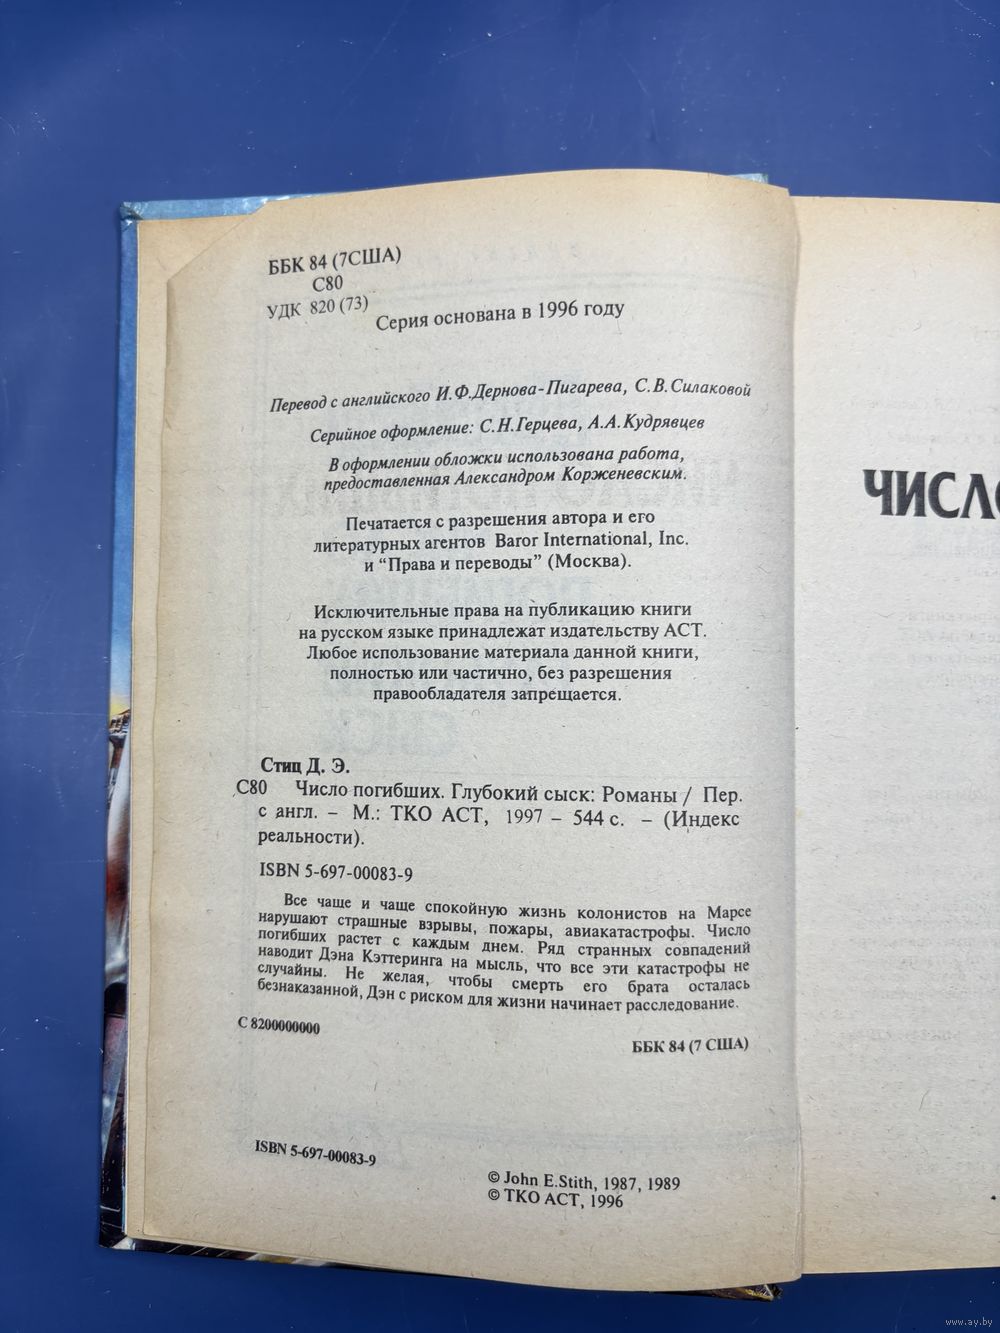 ББК 84 (7США)
С80
УДК 820 (73)
Серия основана в 1996 году
Перевод с английского И.Ф.Дернова-Пигарева, С.В.Силаковой
Серийное оформление: С.Н.Герцева, А.А.Кудрявцев
В оформлении обложки использована работа,
предоставленная Александром Корженевским.
Печатается с разрешения автора и его
литературных агентов Baror International, Inc.
и “Права и переводы” (Москва).
Исключительные права на публикацию книги
на русском языке принадлежат издательству АСТ.
Любое использование материала данной книги,
полностью или частично, без разрешения
правообладателя запрещается.
Стиц Д. Э.
С80 Число погибших. Глубокий сыск: Романы / Пер.
с англ. – М.: ТКО АСТ, 1997 – 544 с. – (Индекс
реальности).
ISBN 5-697-00083-9
Все чаще и чаще спокойную жизнь колонистов на Марсе
нарушают страшные взрывы, пожары, авиакатастрофы. Число
погибших растет с каждым днем. Ряд странных совпадений
наводит Дэна Кэттеринга на мысль, что все эти катастрофы не
случайны. Не желая, чтобы смерть его брата осталась
безнаказанной, Дэн с риском для жизни начинает расследование.
С 8200000000
ББК 84 (7 США)
ISBN 5-697-00083-9
© John E.Stith, 1987, 1989
© ТКО АСТ, 1996
ЧИСЛО
www.ay.by